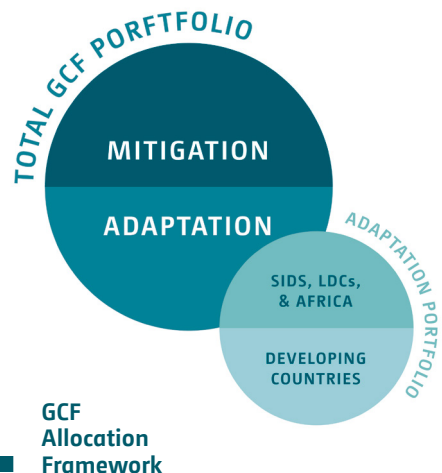 TOTAL GCF PORFTFOLIO
MITIGATION
ADAPTATION
ADAPTATION PORTFOLIO
SIDS, LDCs,
& AFRICA
DEVELOPING
COUNTRIES
GCF
Allocation
Framework